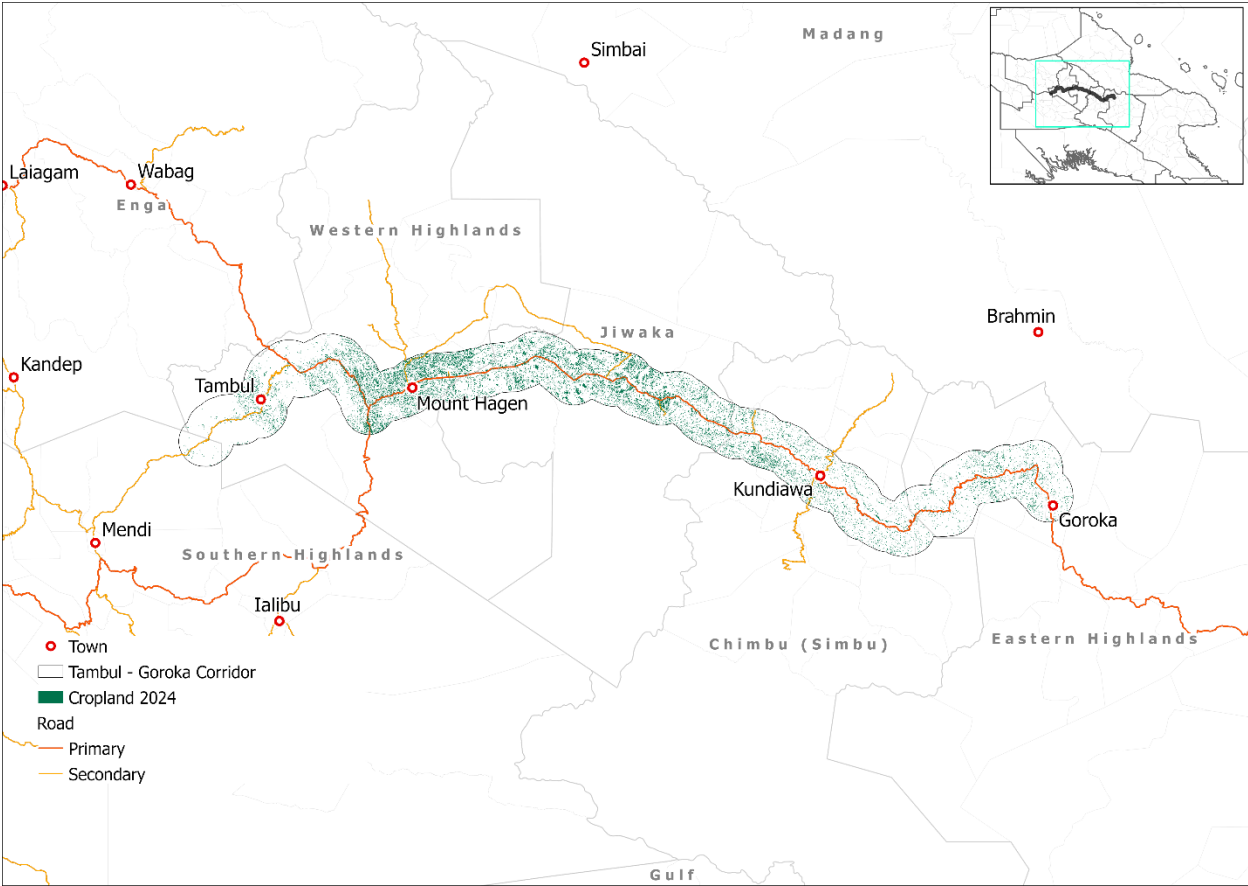 Simbai
Madang
Laiagam
Wabag
Enga
Western Highlands
Brahmin
Jiwaka
Kandep
Tambul
Mount Hagen
Kundiawa
Goroka
Mendi
Southern Highlands
Ialibu
Chimbu (Simbu)
Eastern Highlands
Town
Tambul - Goroka Corridor
Cropland 2024
Road
Primary
Secondary
Gulf